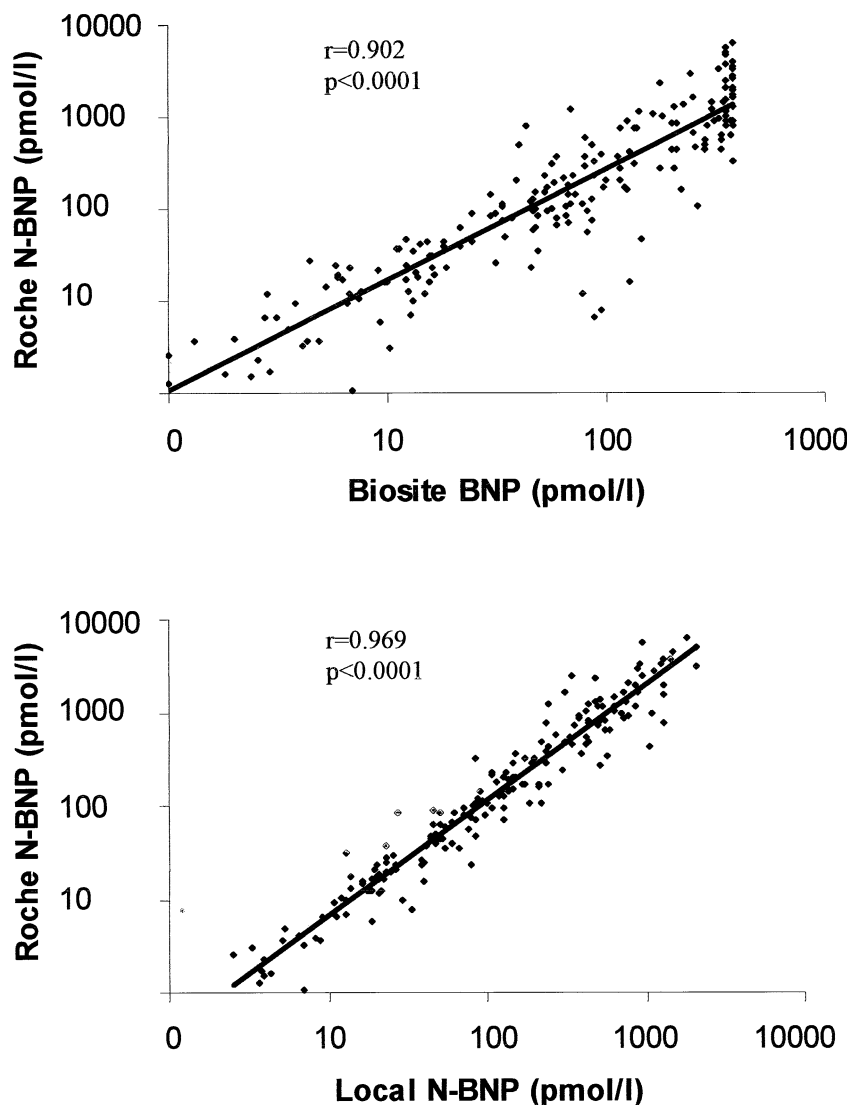 10000
1000
100
10
Roche N-BNP (pmol/l)
r=0.902
p<0.0001
0 10 100 1000
Biosite BNP (pmol/l)
10000
1000
100
10
Roche N-BNP (pmol/l)
r=0.969
p<0.0001
0 10 100 1000 10000
Local N-BNP (pmol/l)